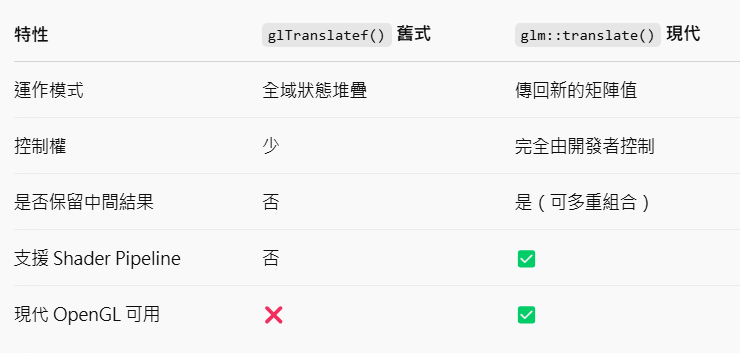 特性 glTranslatef() 舊式 glm::translate() 現代
運作模式 全域狀態堆疊 傳回新的矩陣值
控制權 少 完全由開發者控制
是否保留中間結果 否 是（可多重組合）
支援 Shader Pipeline 否 ✅
現代 OpenGL 可用 ❌ ✅